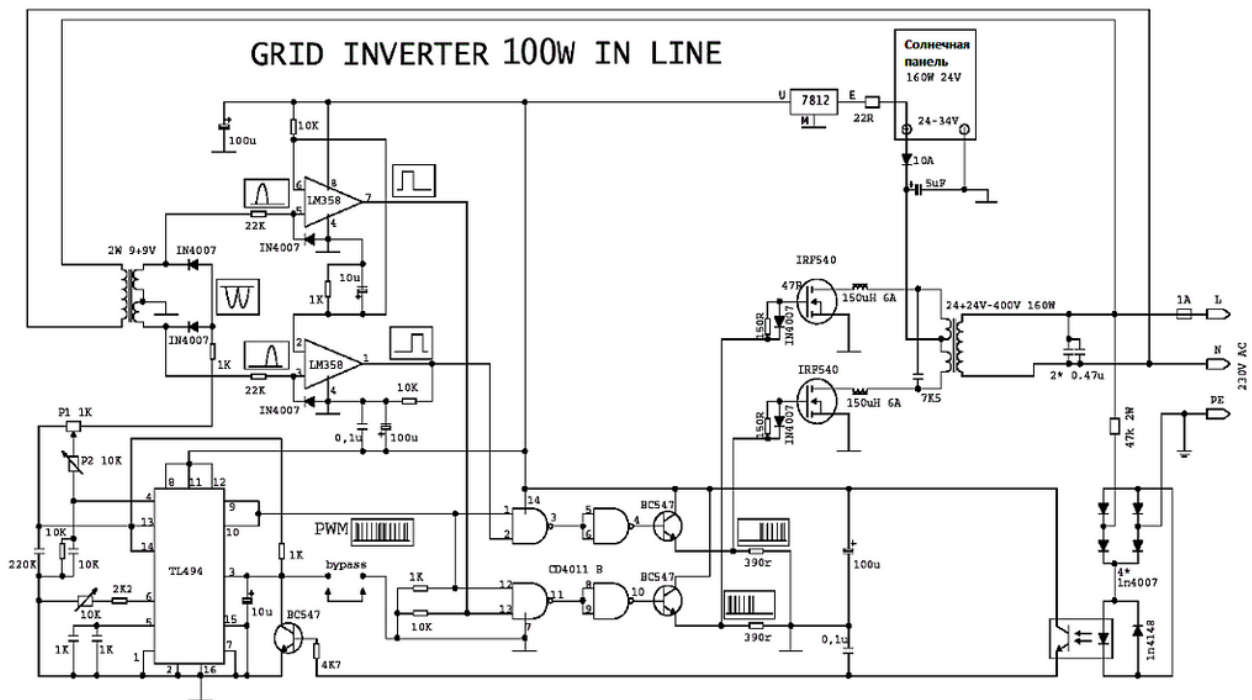 GRID INVERTER 100W IN LINE
Солнечная
панель
160W 24V
24-34V
U
7812
E
M
22R
10A
5uF
100u
10K
6
8
5
LM358
7
4
22K
IN4007
2W 9+9V
IN4007
IN4007
1K
10u
1K
2
3
LM358
1
4
22K
IN4007
10K
0,1u
100u
P1 1K
P2 10K
8
11
12
4
9
13
10
14
10K
220K
10K
TL494
3
1K
2K2
6
10K
10u
5
15
1K
1K
7
1
2
16
BC547
4K7
PWM
bypass
1K
10K
14
1
2
3
5
6
4
BC547
CD4011 B
12
13
11
7
8
9
10
BC547
390r
390r
100u
0,1u
IRF540
47R
150R
IN4007
150uH 6A
IRF540
150R
IN4007
150uH 6A
7K5
24+24V-400V 160W
2* 0.47u
1A
L
N
PE
230V AC
47k 2W
4*
1n4007
1n4148